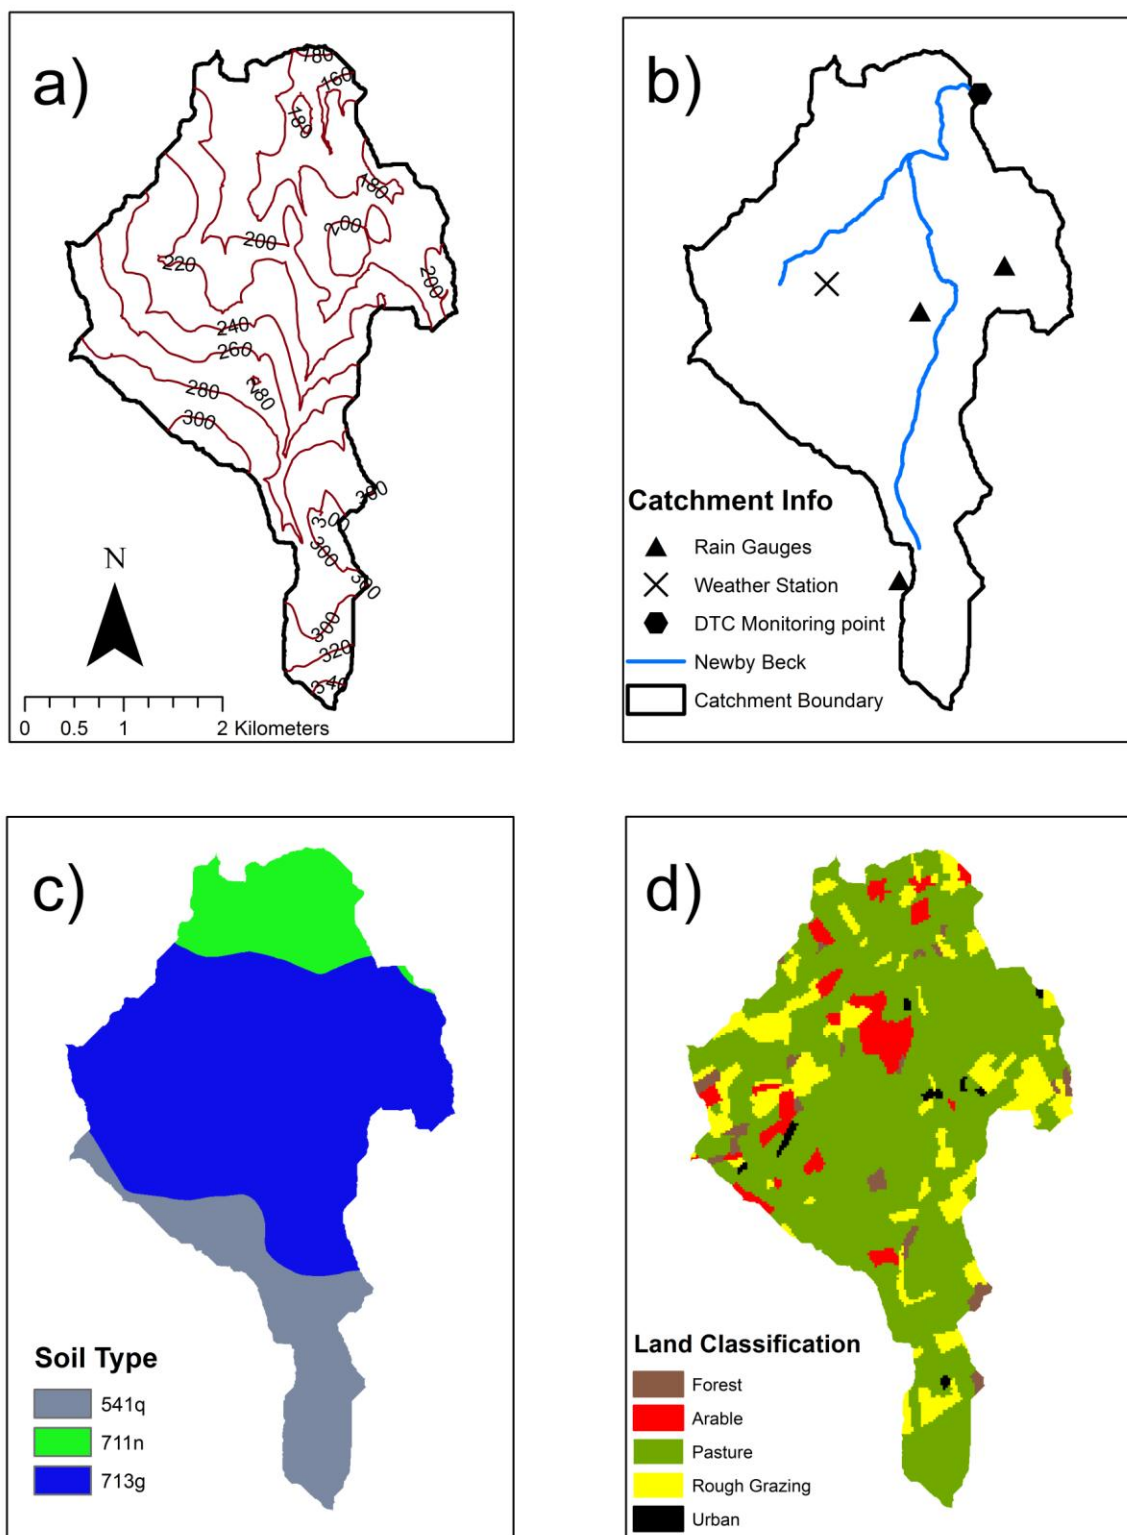 a)
180
160
180
180
200
200
220
200
240
260
280
280
300
300
300
300
300
300
320
340
N
0 0.5 1 2 Kilometers
b)
Catchment Info
Rain Gauges
Weather Station
DTC Monitoring point
Newby Beck
Catchment Boundary
c)
Soil Type
541q
711n
713g
d)
Land Classification
Forest
Arable
Pasture
Rough Grazing
Urban